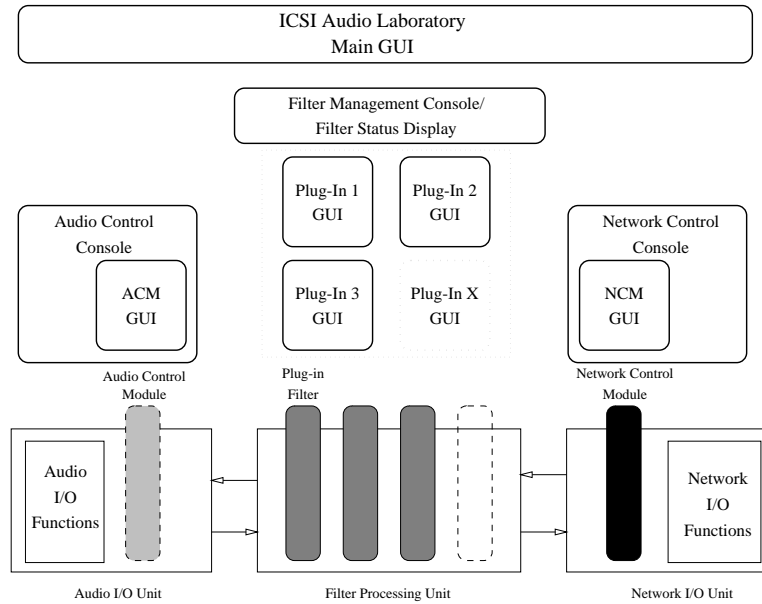 ICSI Audio Laboratory
Main GUI
Filter Management Console/
Filter Status Display
Plug-In 1
GUI
Plug-In 2
GUI
Audio Control
Console
ACM
GUI
Plug-In 3
GUI
Plug-In X
GUI
Network Control
Console
NCM
GUI
Audio Control
Module
Plug-in
Filter
Network Control
Module
Audio
I/O
Functions
Network
I/O
Functions
Audio I/O Unit
Filter Processing Unit
Network I/O Unit